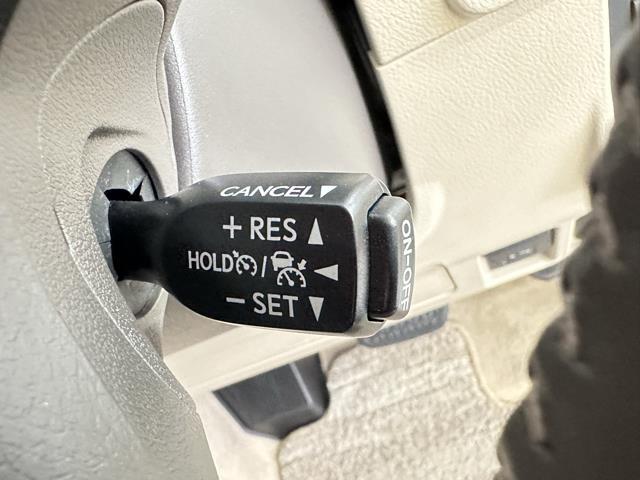 CANCEL ▼
+ RES ▲
HOLD / ◀
– SET ▼
ON-OFF